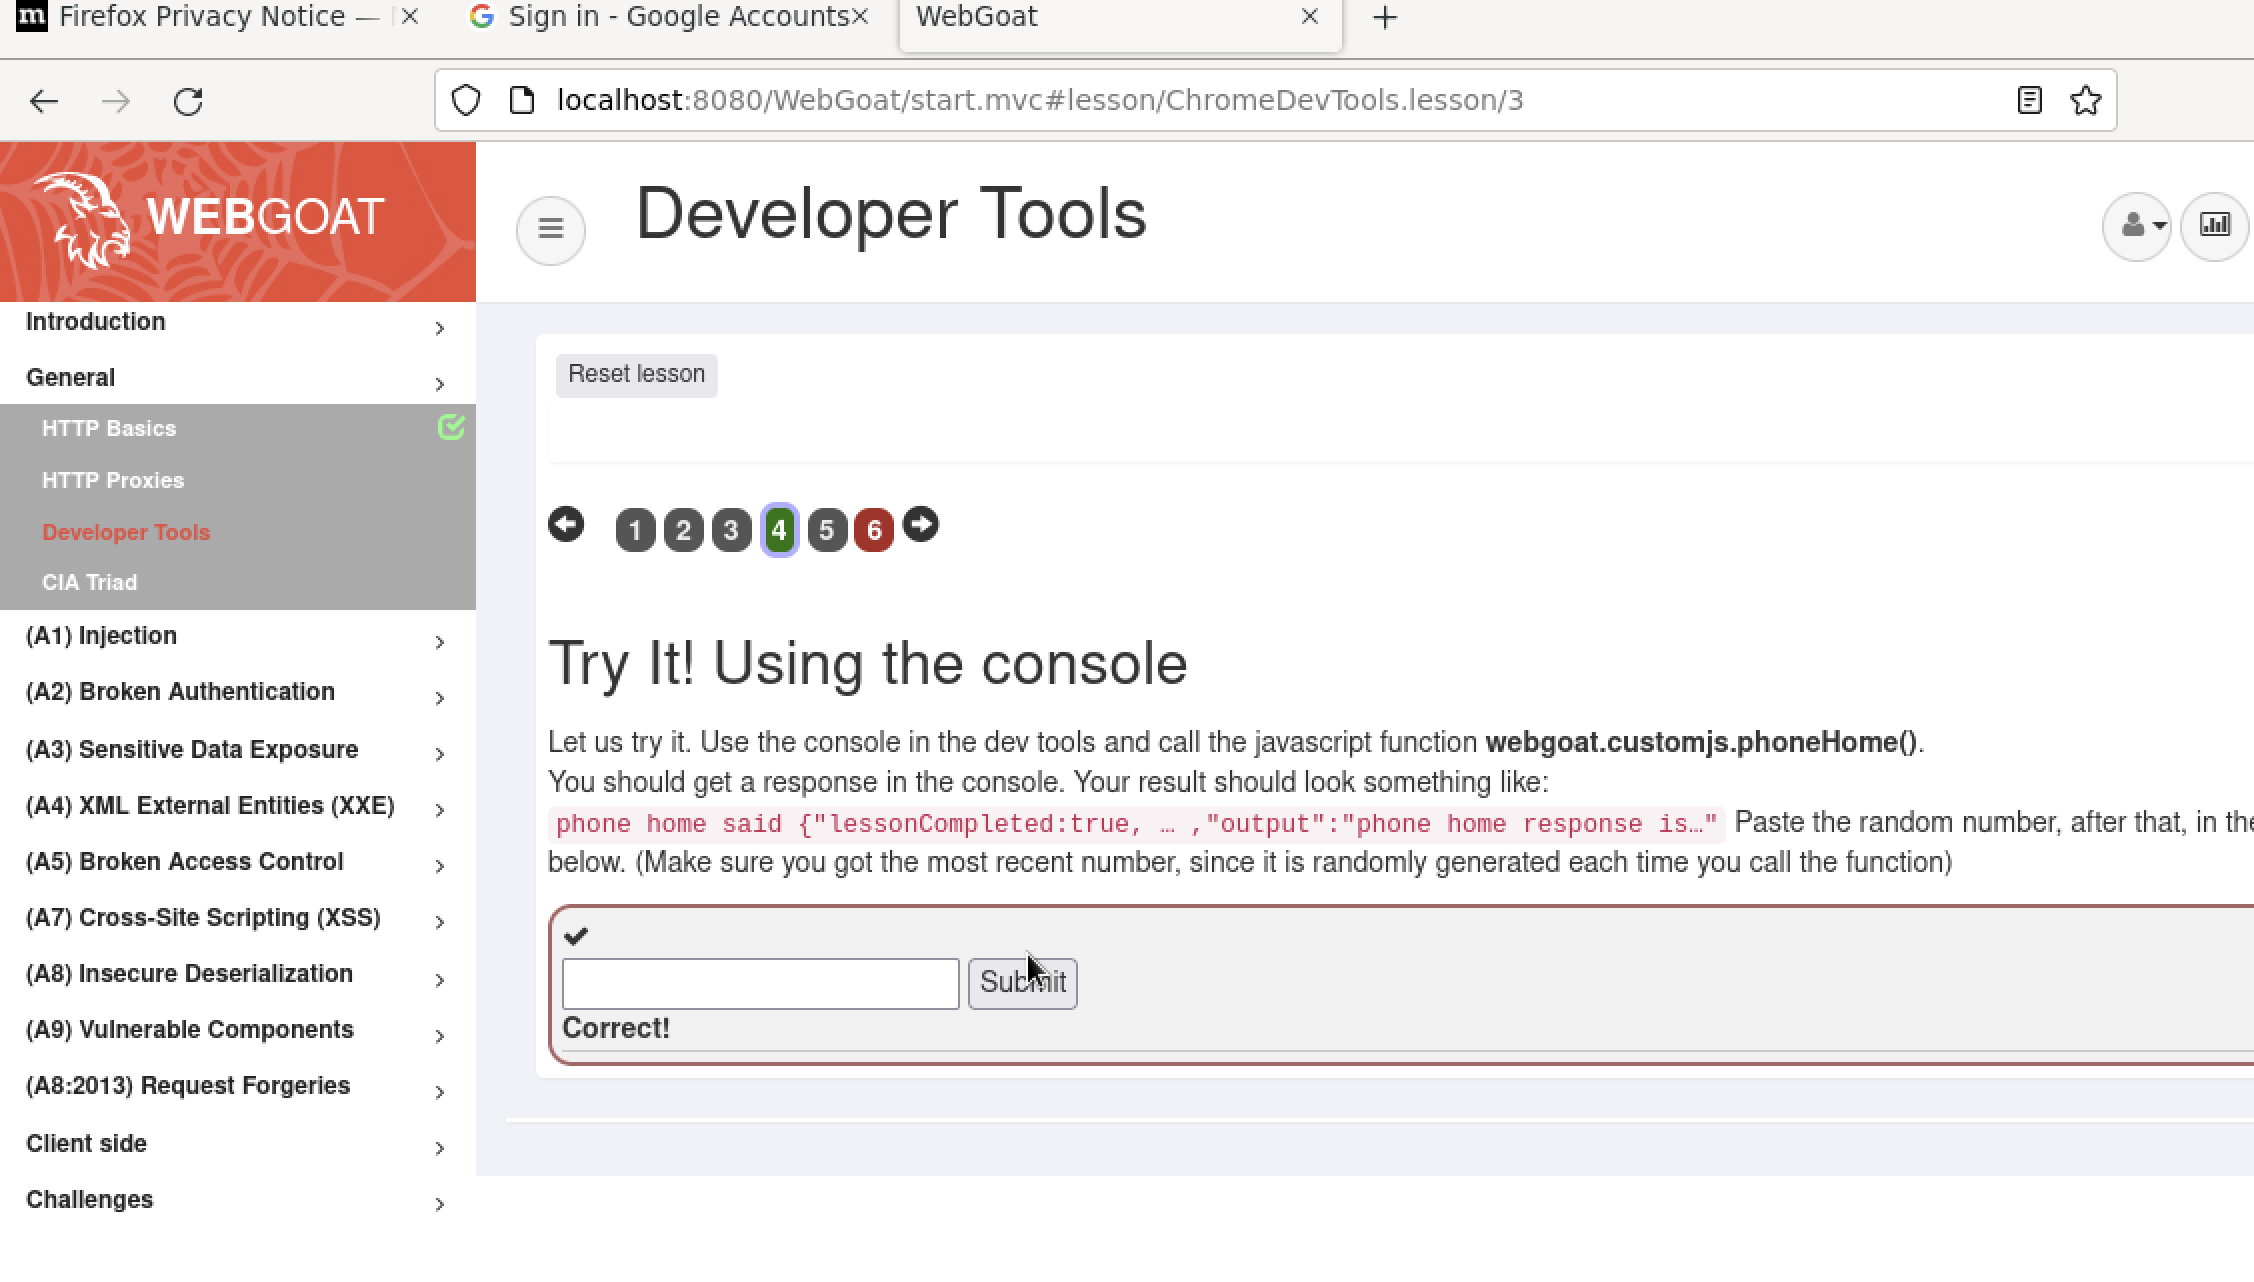 Firefox Privacy Notice —
Sign in - Google Accounts
WebGoat
localhost:8080/WebGoat/start.mvc#lesson/ChromeDevTools.lesson/3
WEBGOAT
Developer Tools
Introduction
General
HTTP Basics
HTTP Proxies
Developer Tools
CIA Triad
(A1) Injection
(A2) Broken Authentication
(A3) Sensitive Data Exposure
(A4) XML External Entities (XXE)
(A5) Broken Access Control
(A7) Cross-Site Scripting (XSS)
(A8) Insecure Deserialization
(A9) Vulnerable Components
(A8:2013) Request Forgeries
Client side
Challenges
Reset lesson
1 2 3 4 5 6
Try It! Using the console
Let us try it. Use the console in the dev tools and call the javascript function webgoat.customjs.phoneHome().
You should get a response in the console. Your result should look something like:
phone home said {"lessonCompleted:true, … ,"output":"phone home response is…" Paste the random number, after that, in the
below. (Make sure you got the most recent number, since it is randomly generated each time you call the function)
Submit
Correct!